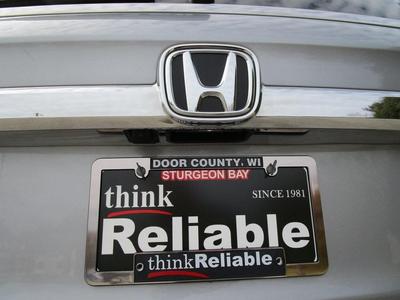 DOOR COUNTY, WI
STURGEON BAY
think
SINCE 1981
Reliable
thinkReliable